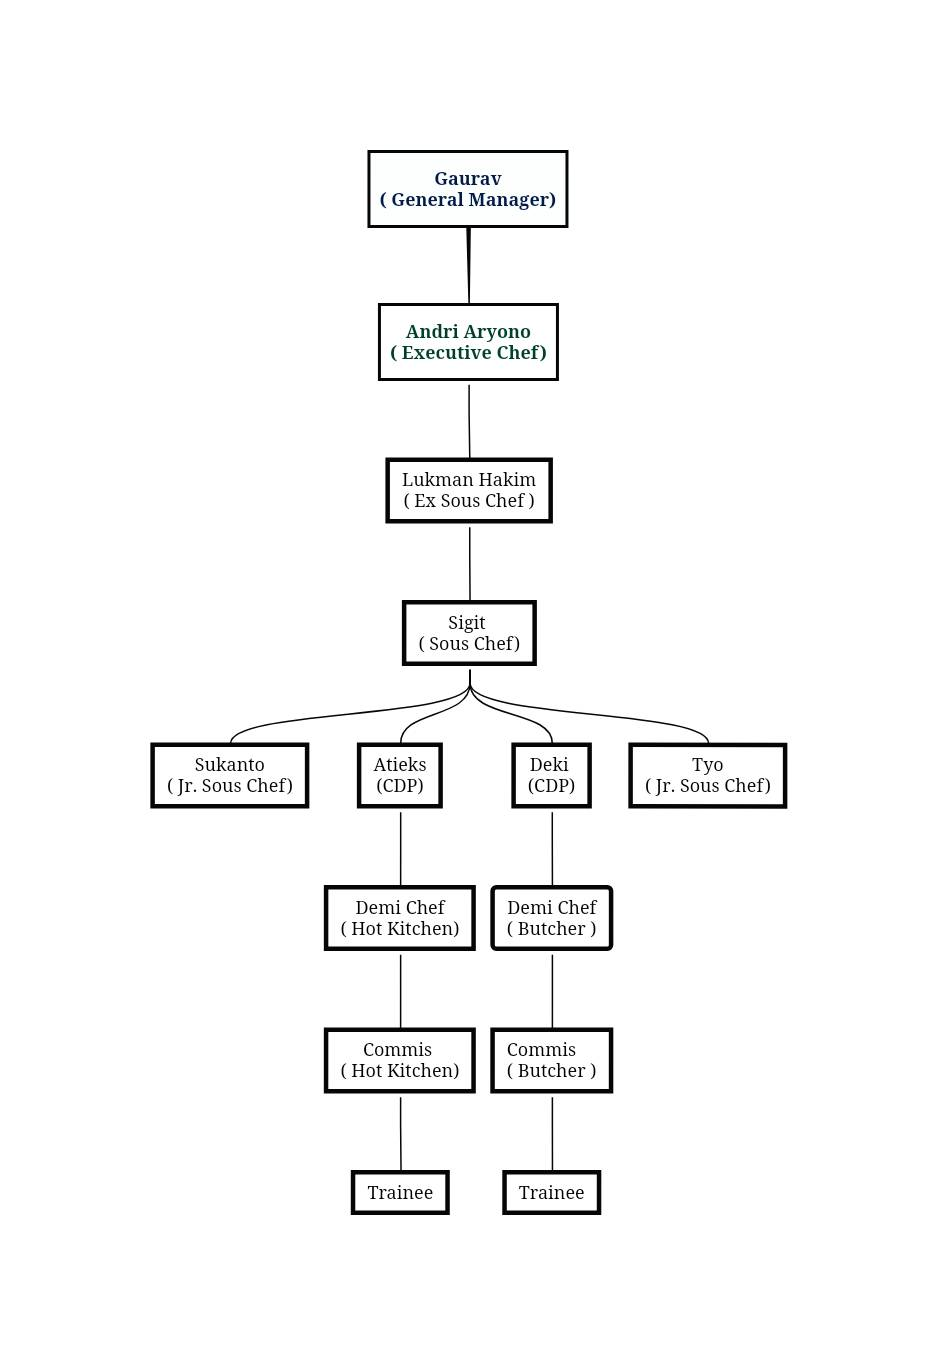 Gaurav
( General Manager)
Andri Aryono
( Executive Chef)
Lukman Hakim
( Ex Sous Chef )
Sigit
( Sous Chef)
Sukanto
( Jr. Sous Chef)
Atieks
(CDP)
Deki
(CDP)
Tyo
( Jr. Sous Chef)
Demi Chef
( Hot Kitchen)
Demi Chef
( Butcher )
Commis
( Hot Kitchen)
Commis
( Butcher )
Trainee
Trainee